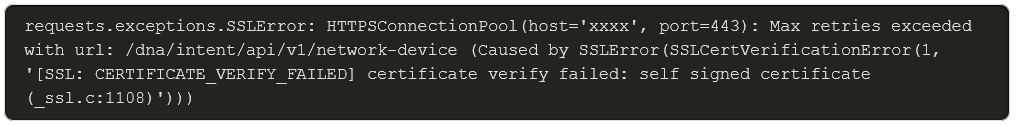 requests.exceptions.SSLError: HTTPSConnectionPool(host='xxxx', port=443): Max retries exceeded
with url: /dna/intent/api/v1/network-device (Caused by SSLError(SSLCertVerificationError(1,
'[SSL: CERTIFICATE_VERIFY_FAILED] certificate verify failed: self signed certificate
(_ssl.c:1108)')))